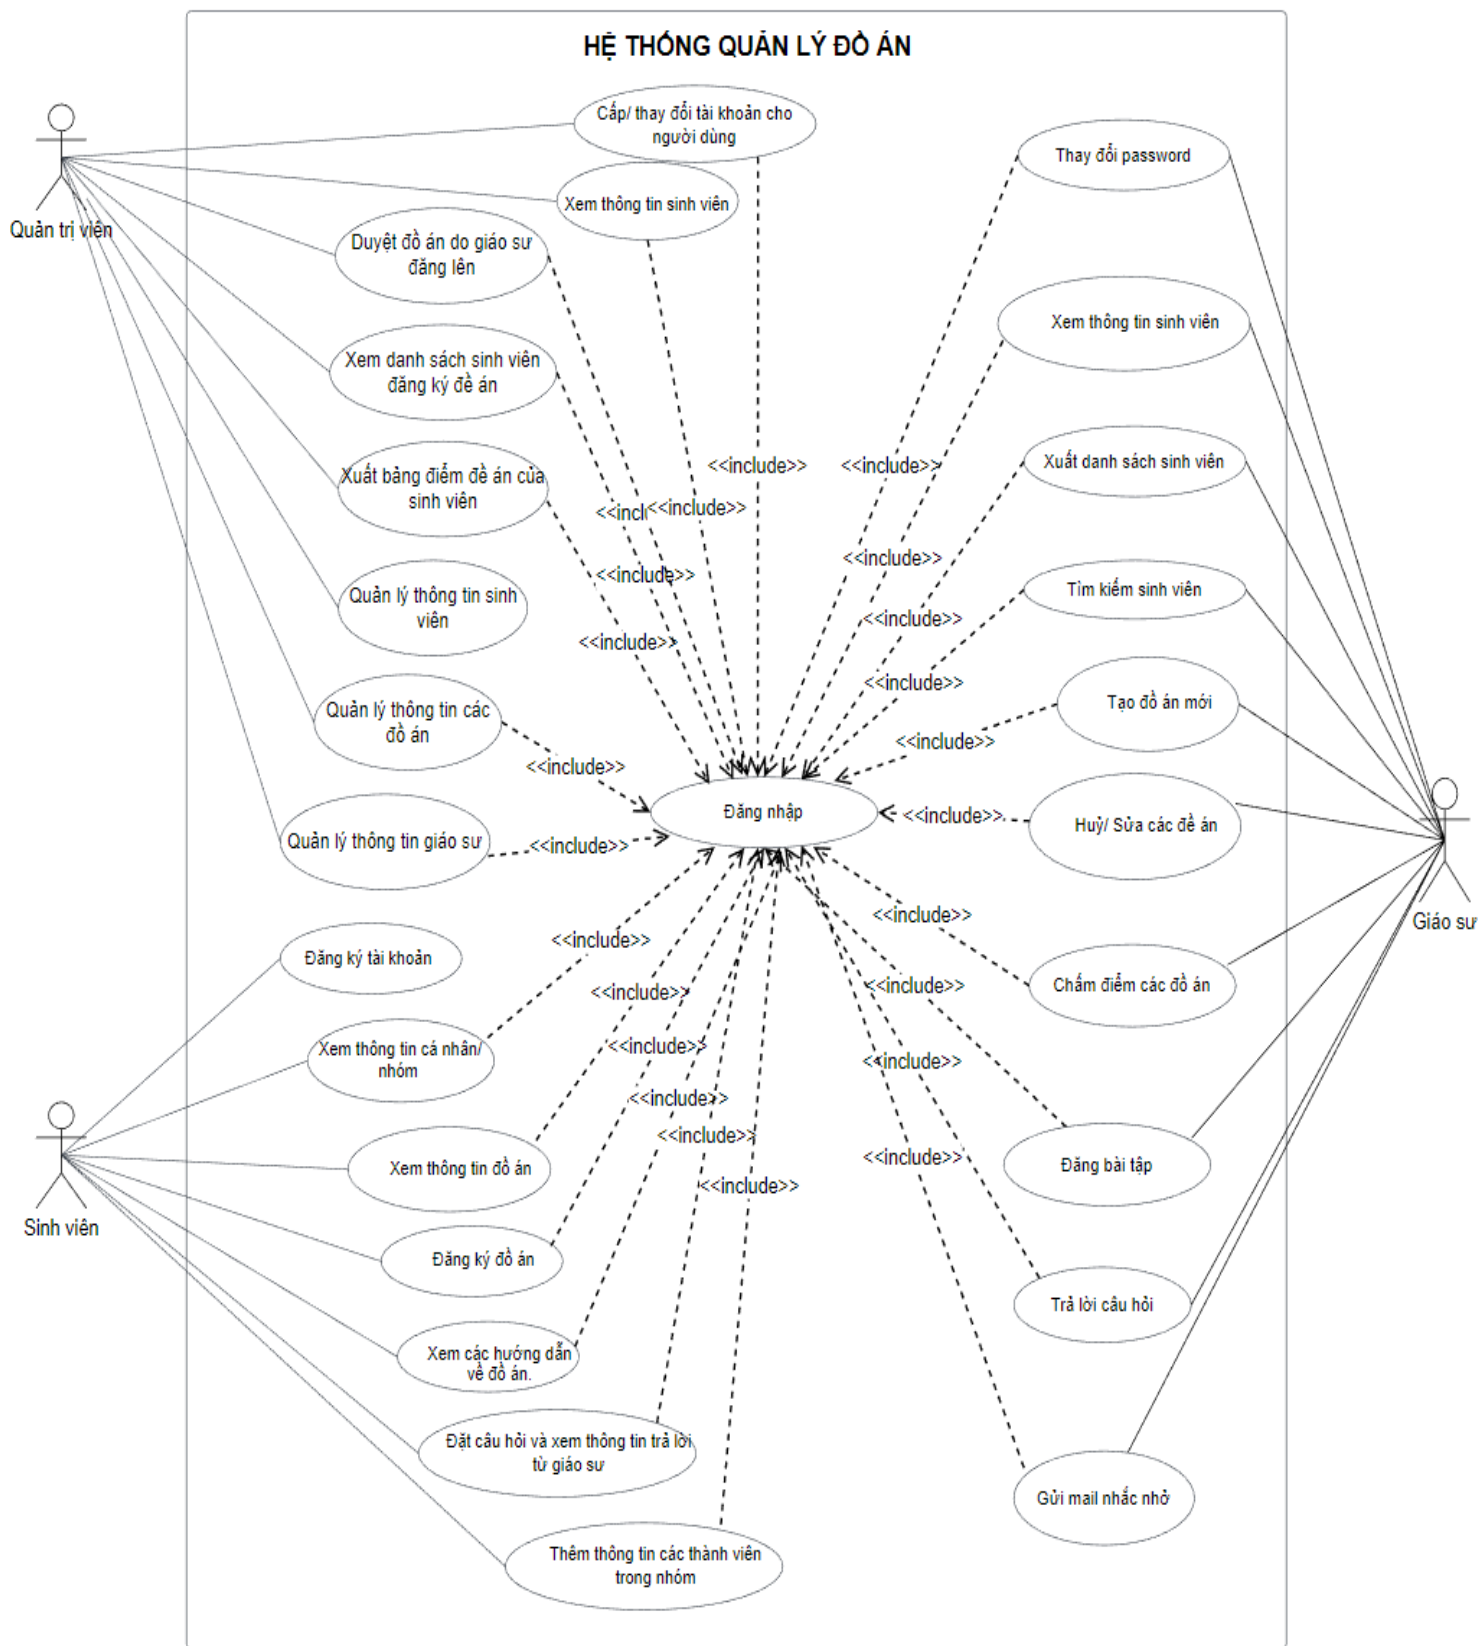 HỆ THỐNG QUẢN LÝ ĐỒ ÁN
Cấp/ thay đổi tài khoản cho
người dùng
Thay đổi password
Xem thông tin sinh viên
Quản trị viên
Duyệt đồ án do giáo sư
đăng lên
Xem thông tin sinh viên
Xem danh sách sinh viên
đăng ký đề án
<<include>>
<<include>>
Xuất danh sách sinh viên
Xuất bảng điểm đề án của
sinh viên
<<incl
<<include>>
<<include>>
<<include>>
Quản lý thông tin sinh
viên
Tìm kiếm sinh viên
<<include>>
<<include>>
<<include>>
Quản lý thông tin các
đồ án
Tạo đồ án mới
<<include>>
<<include>>
Đăng nhập
<<include>>
Huỷ/ Sửa các đề án
Quản lý thông tin giáo sư
<<include>>
Giáo sư
<<include>>
<<include>>
Đăng ký tài khoản
Chấm điểm các đồ án
<<include>>
<<include>>
Xem thông tin cá nhân/
nhóm
<<include>>
<<include>>
<<include>>
<<include>>
<<include>>
Xem thông tin đồ án
Đăng bài tập
<<include>>
Sinh viên
Đăng ký đồ án
Trả lời câu hỏi
Xem các hướng dẫn
về đồ án.
Đặt câu hỏi và xem thông tin trả lời
từ giáo sư
Gửi mail nhắc nhở
Thêm thông tin các thành viên
trong nhóm